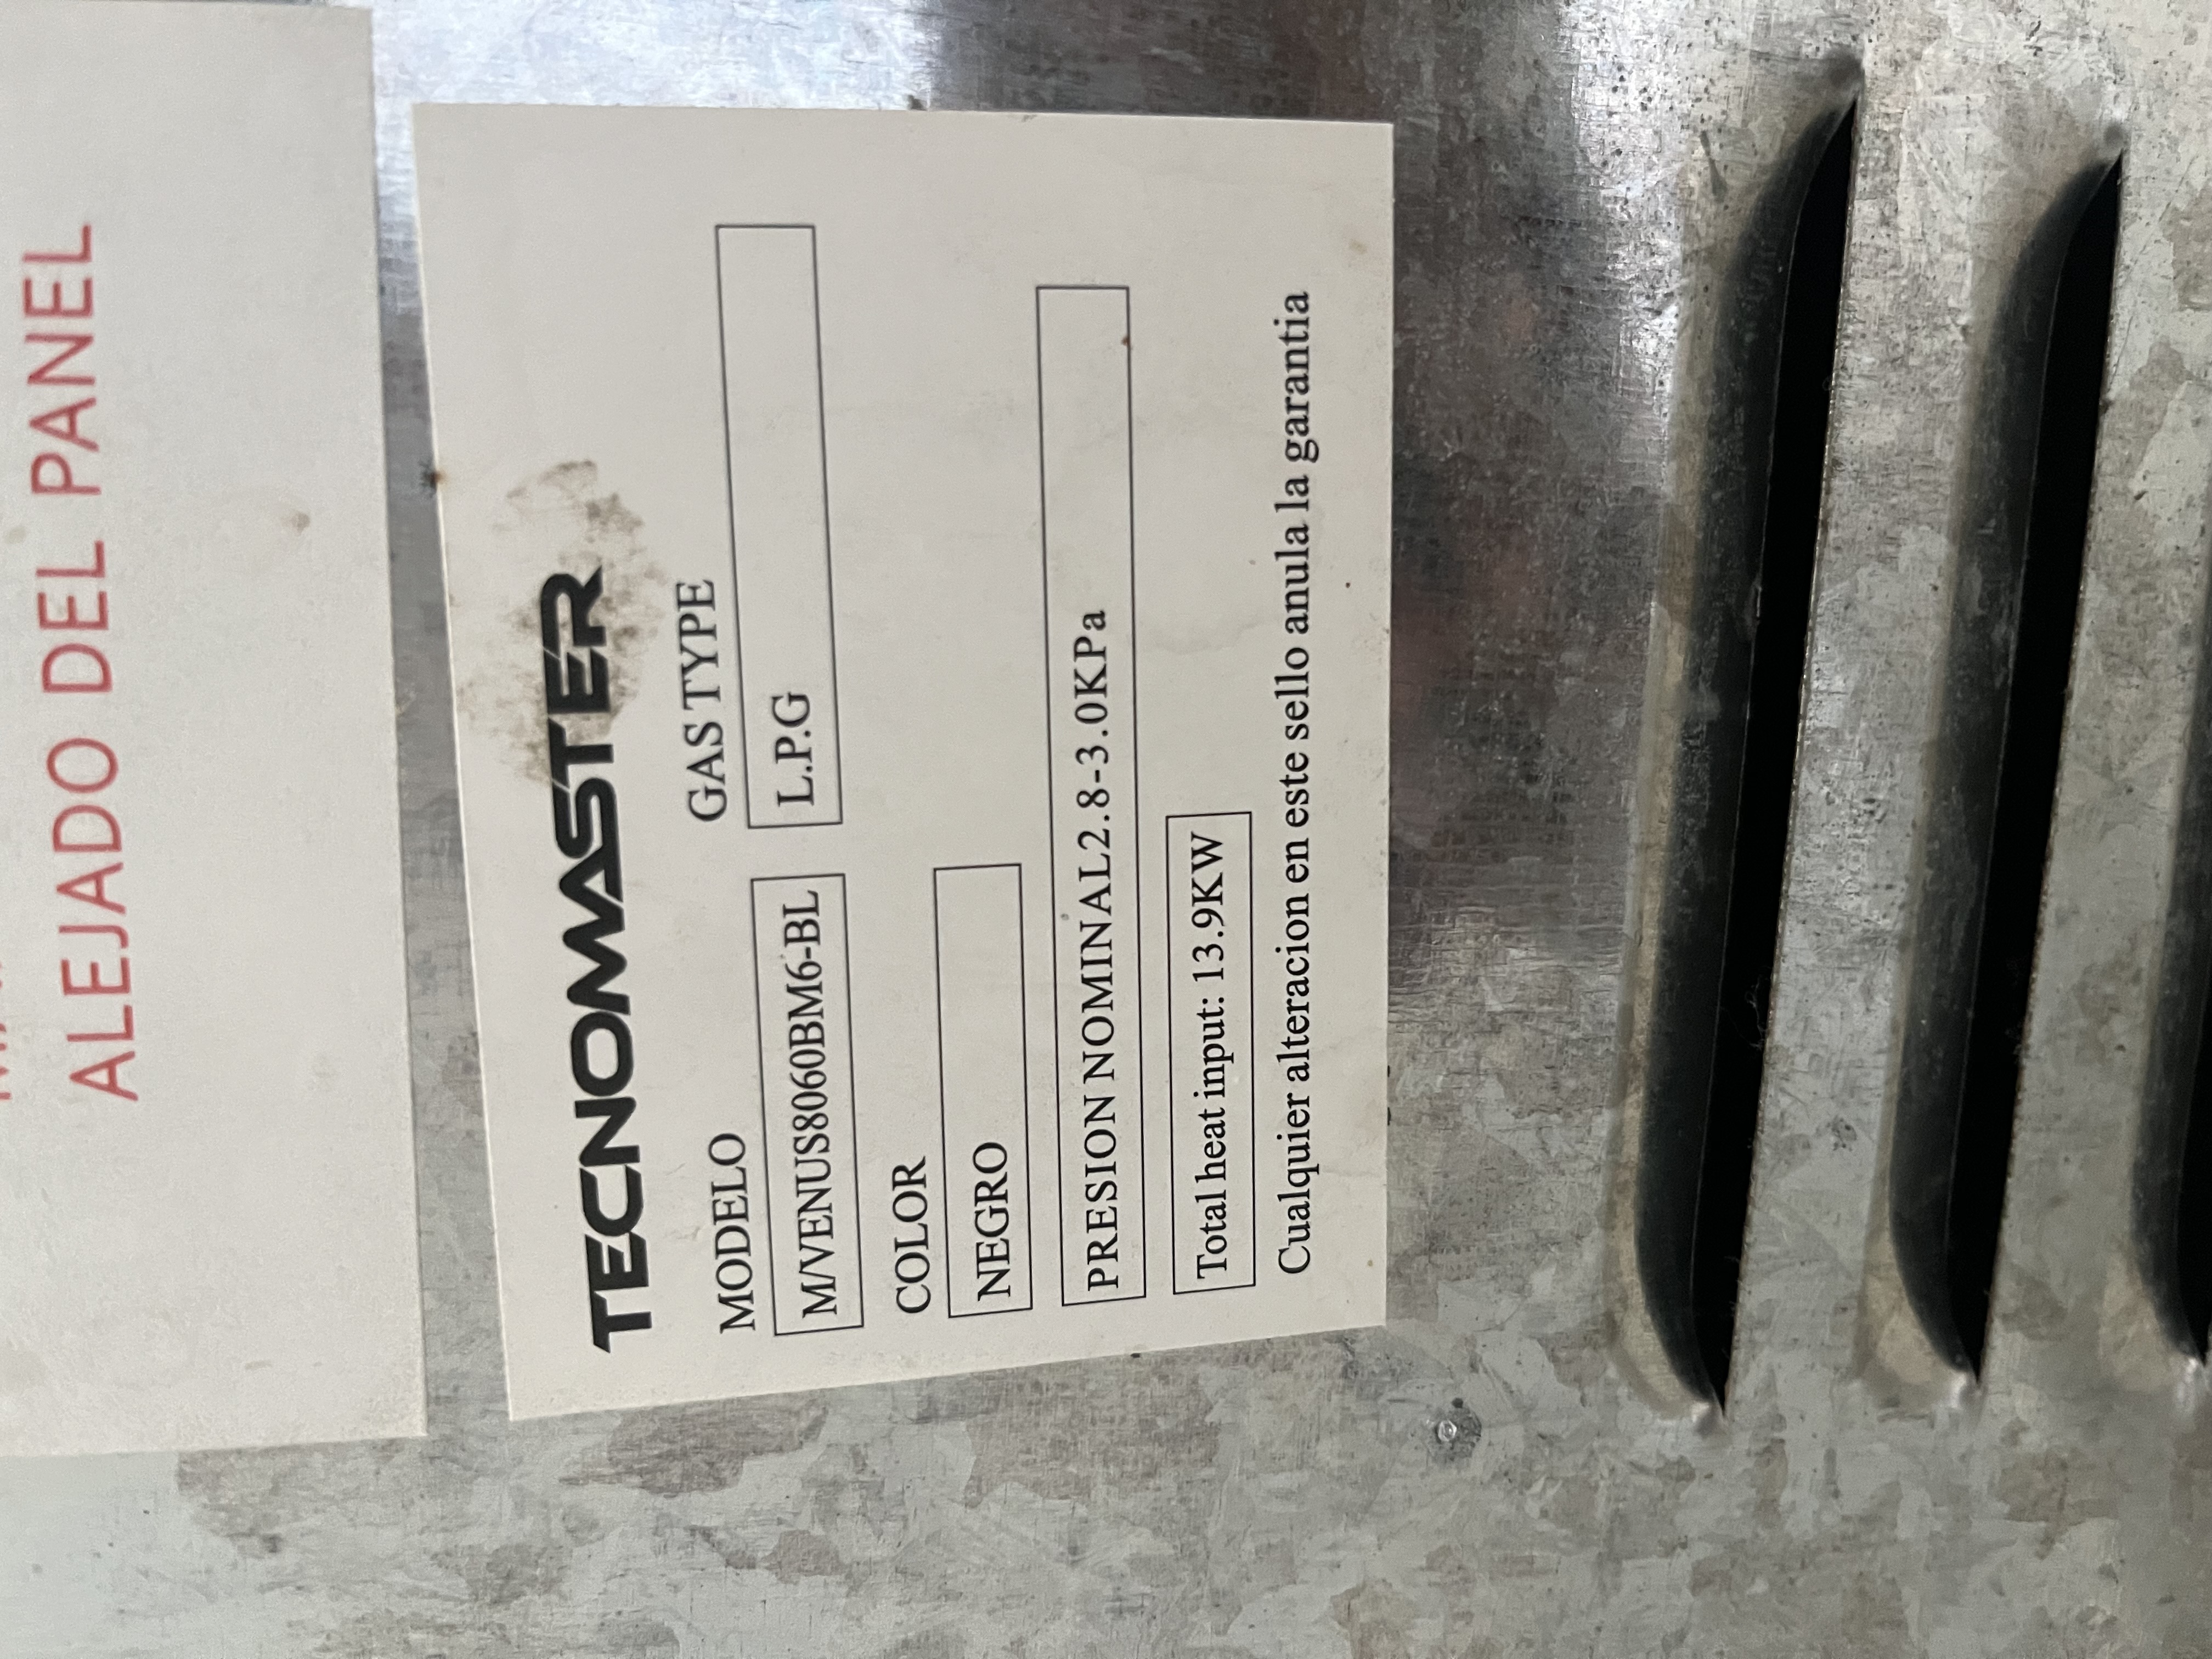 ALEJADO DEL PANEL
TECNOMASTER
MODELO GAS TYPE
M/VENUS8060BM6-BL L.P.G
COLOR
NEGRO
PRESION NOMINAL2.8-3.0KPa
Total heat input: 13.9KW
Cualquier alteracion en este sello anula la garantia